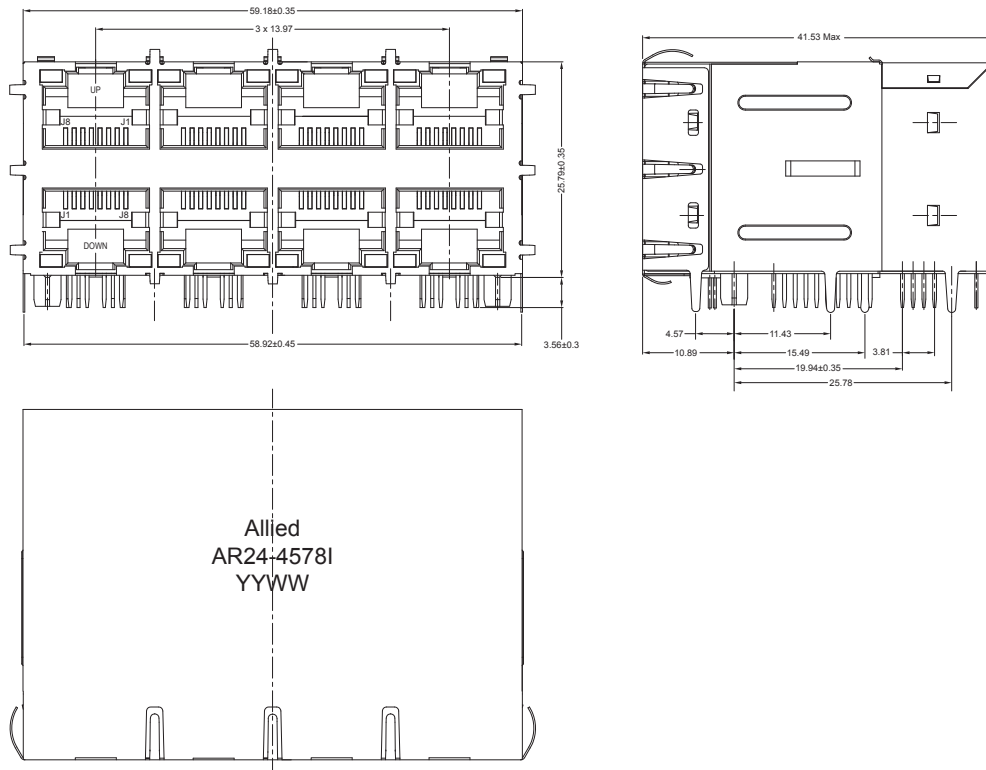 59.18±0.35
3 x 13.97
UP
J8 J1
J1 J8
DOWN
25.79±0.35
3.56±0.3
58.92±0.45
41.53 Max
4.57 11.43
10.89 15.49 3.81
19.94±0.35
25.78
Allied
AR24-4578I
YYWW